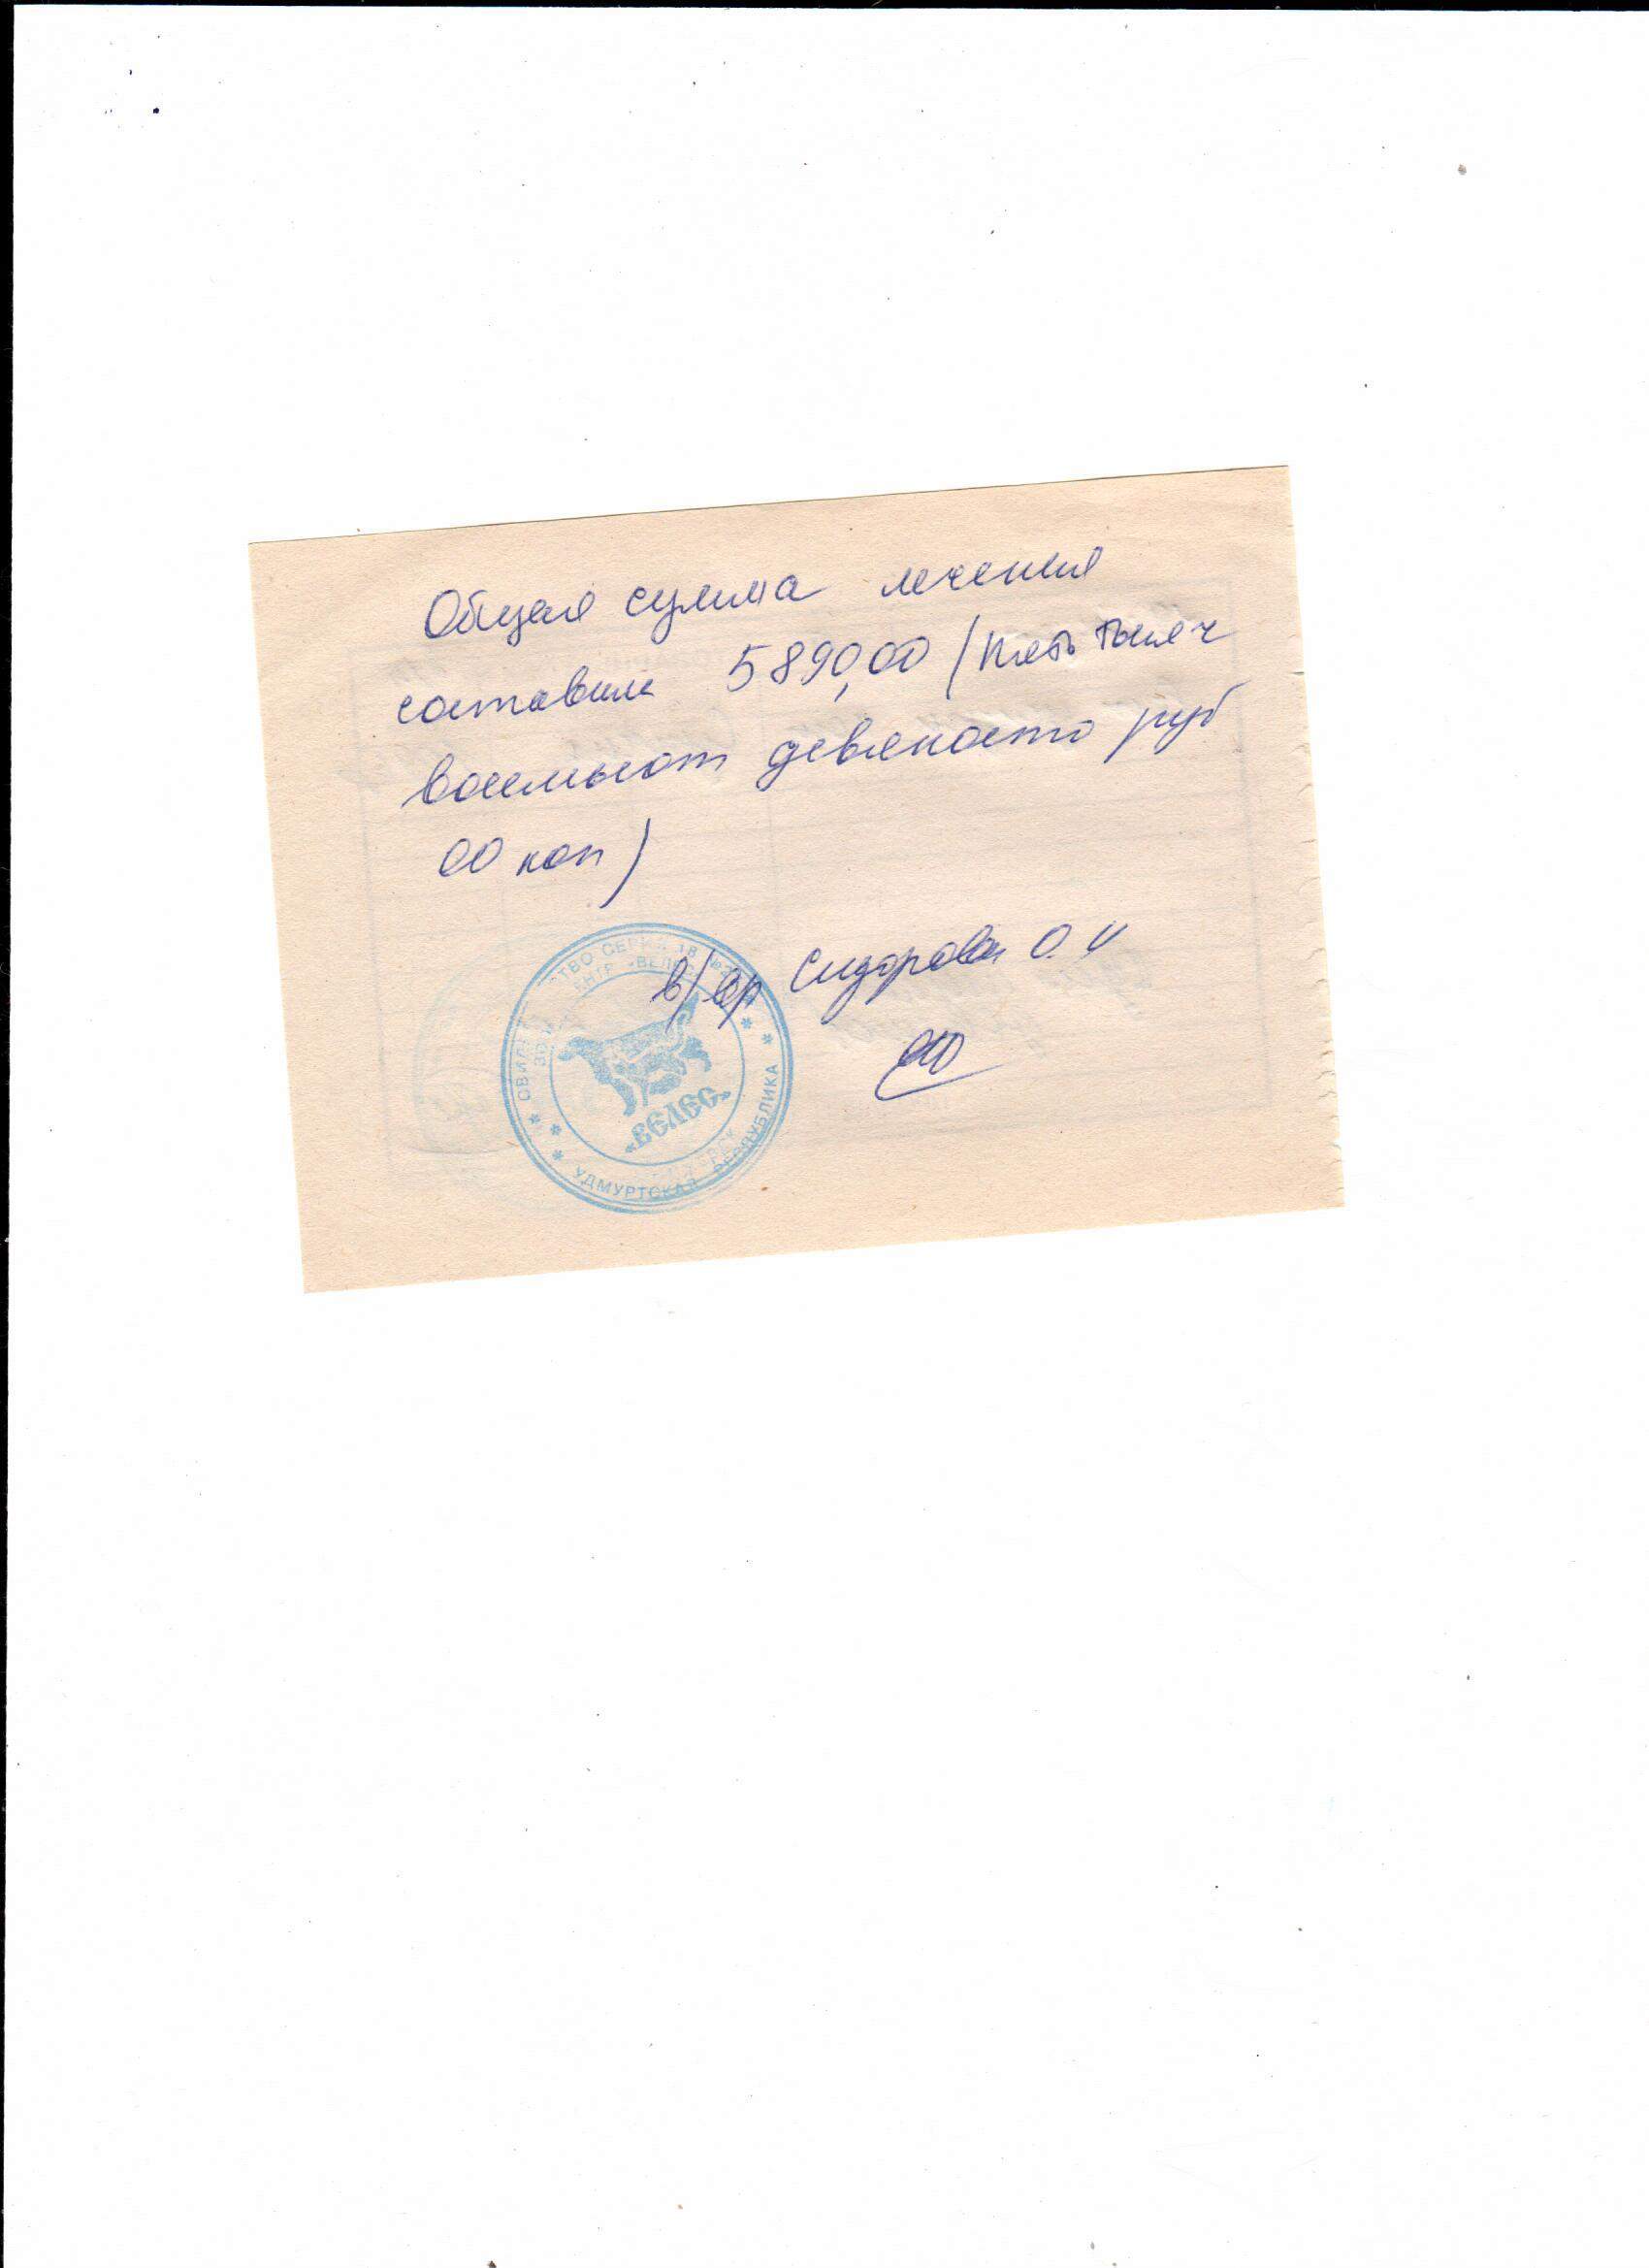 Общая сумма лечения
составила 5890,00 (пять тысяч
восемьсот девяносто руб
00 коп)
в/вр Сидорова О.И
«ВЕЛЕС»
УДМУРТСКАЯ РЕСПУБЛИКА